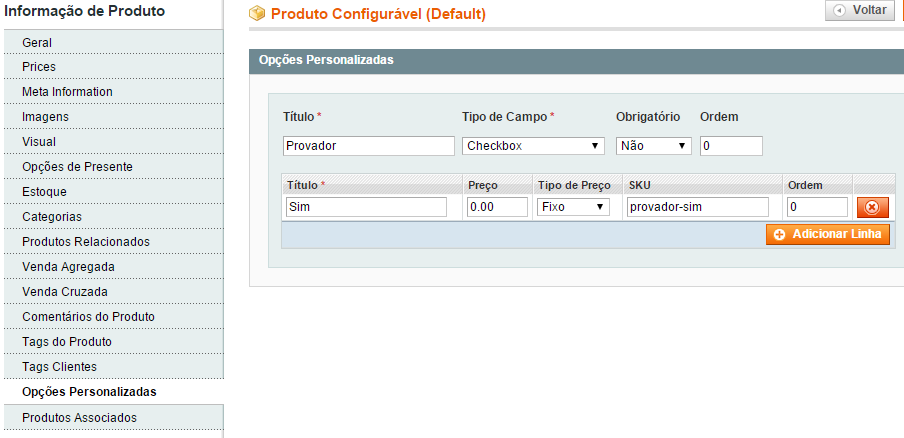 Informação de Produto
Geral
Prices
Meta Information
Imagens
Visual
Opções de Presente
Estoque
Categorias
Produtos Relacionados
Venda Agregada
Venda Cruzada
Comentários do Produto
Tags do Produto
Tags Clientes
Opções Personalizadas
Produtos Associados
Produto Configurável (Default)
Voltar
Opções Personalizadas
Título * Tipo de Campo * Obrigatório Ordem
Provador Checkbox Não 0
Título * Preço Tipo de Preço SKU Ordem
Sim 0.00 Fixo provador-sim 0
Adicionar Linha